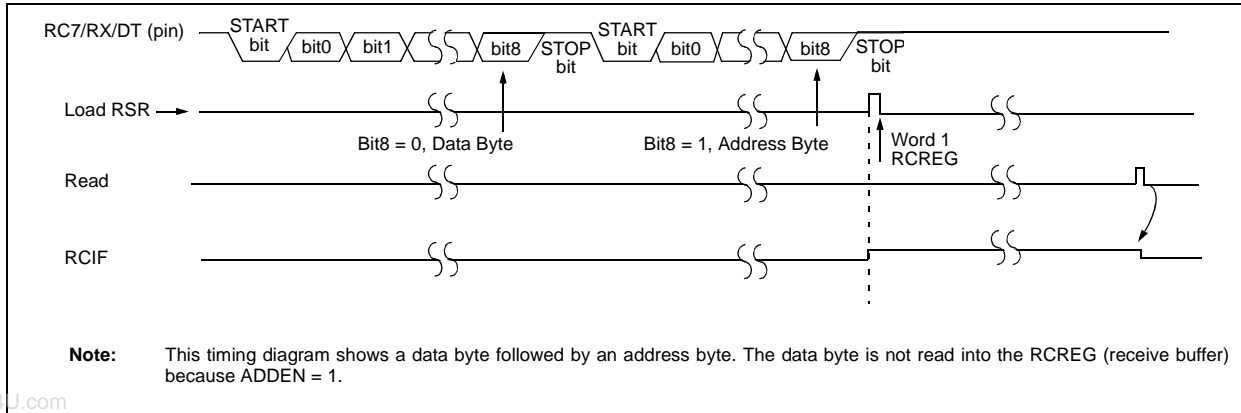 RC7/RX/DT (pin)
START
bit
bit0
bit1
bit8
STOP
bit
START
bit
bit0
bit8
STOP
bit
Load RSR
Bit8 = 0, Data Byte
Bit8 = 1, Address Byte
Word 1
RCREG
Read
RCIF
Note: This timing diagram shows a data byte followed by an address byte. The data byte is not read into the RCREG (receive buffer)
because ADDEN = 1.
U.com